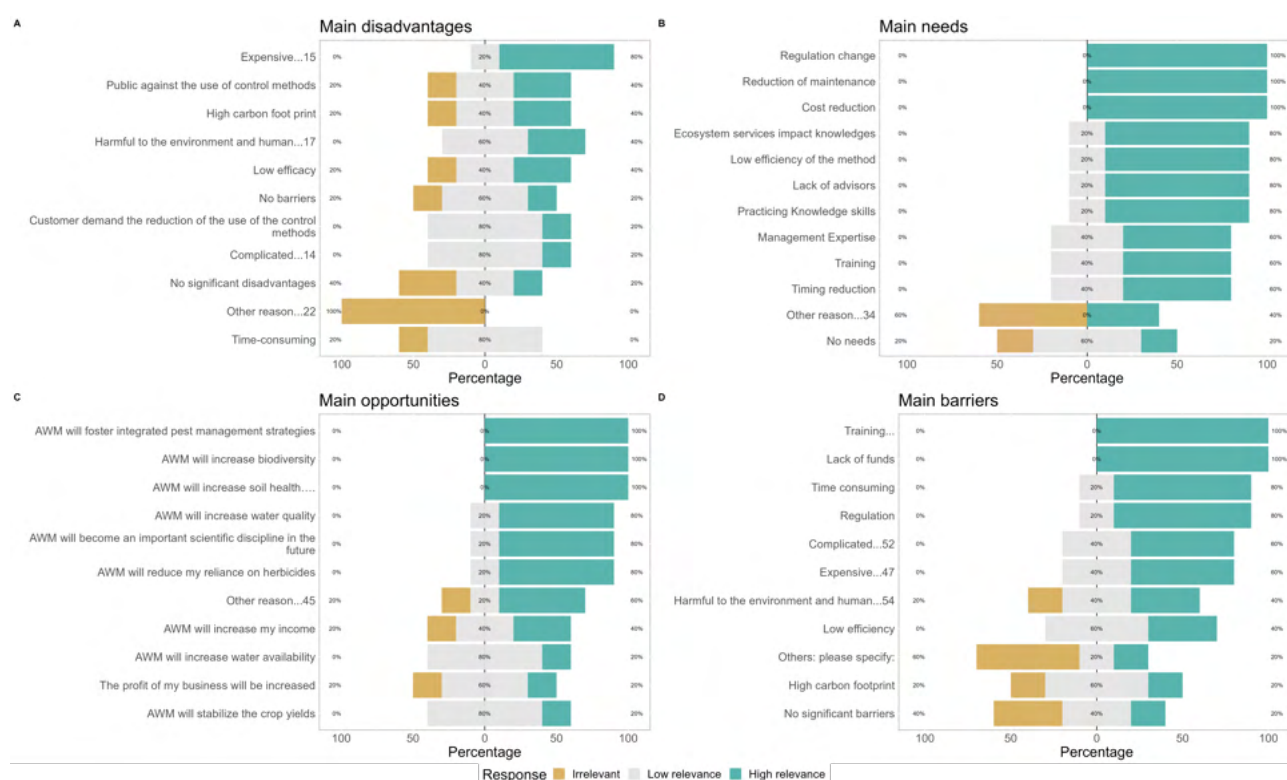 A
Main disadvantages
Expensive...15
0%
20%
80%
Public against the use of control methods
20%
40%
40%
High carbon foot print
20%
40%
40%
Harmful to the environment and human...17
0%
60%
40%
Low efficacy
20%
40%
40%
No barriers
20%
60%
20%
Customer demand the reduction of the use of the control
methods
0%
80%
20%
Complicated...14
0%
80%
20%
No significant disadvantages
40%
40%
20%
Other reason...22
100%
0%
0%
Time-consuming
20%
80%
0%
100
50
0
50
100
Percentage
B
Main needs
Regulation change
0%
0%
100%
Reduction of maintenance
0%
0%
100%
Cost reduction
0%
0%
100%
Ecosystem services impact knowledges
0%
20%
80%
Low efficiency of the method
0%
20%
80%
Lack of advisors
0%
20%
80%
Practicing Knowledge skills
0%
20%
80%
Management Expertise
0%
40%
60%
Training
0%
40%
60%
Timing reduction
0%
40%
60%
Other reason...34
60%
0%
40%
No needs
20%
60%
20%
100
50
0
50
100
Percentage
C
Main opportunities
AWM will foster integrated pest management strategies
0%
0%
100%
AWM will increase biodiversity
0%
0%
100%
AWM will increase soil health....
0%
0%
100%
AWM will increase water quality
0%
20%
80%
AWM will become an important scientific discipline in the
future
0%
20%
80%
AWM will reduce my reliance on herbicides
0%
20%
80%
Other reason...45
20%
20%
60%
AWM will increase my income
20%
40%
40%
AWM will increase water availability
0%
80%
20%
The profit of my business will be increased
20%
60%
20%
AWM will stabilize the crop yields
0%
80%
20%
100
50
0
50
100
Percentage
D
Main barriers
Training...
0%
0%
100%
Lack of funds
0%
0%
100%
Time consuming
0%
20%
80%
Regulation
0%
20%
80%
Complicated...52
0%
40%
60%
Expensive...47
0%
40%
60%
Harmful to the environment and human...54
20%
40%
40%
Low efficiency
0%
60%
40%
Others: please specify:
60%
20%
20%
High carbon footprint
20%
60%
20%
No significant barriers
40%
40%
20%
100
50
0
50
100
Percentage
Response Irrelevant Low relevance High relevance